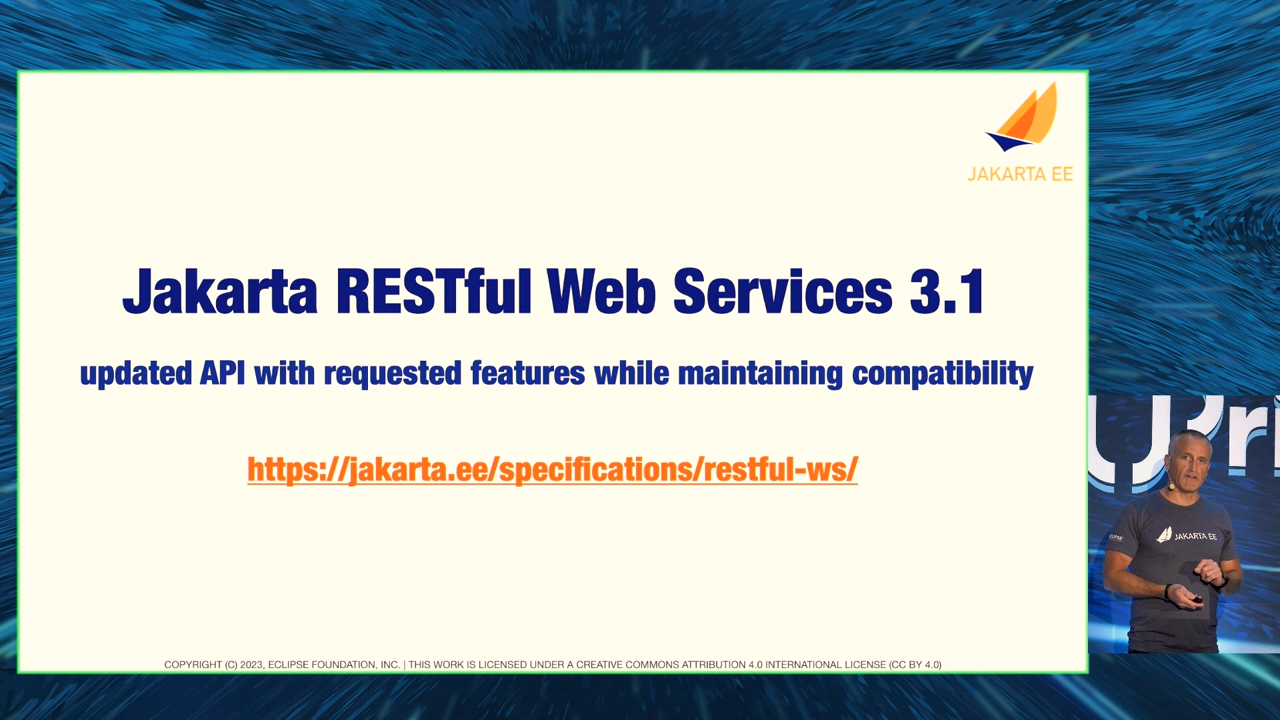 JAKARTA EE
Jakarta RESTful Web Services 3.1
updated API with requested features while maintaining compatibility
https://jakarta.ee/specifications/restful-ws/
COPYRIGHT (C) 2023, ECLIPSE FOUNDATION, INC. | THIS WORK IS LICENSED UNDER A CREATIVE COMMONS ATTRIBUTION 4.0 INTERNATIONAL LICENSE (CC BY 4.0)
JAKARTA EE